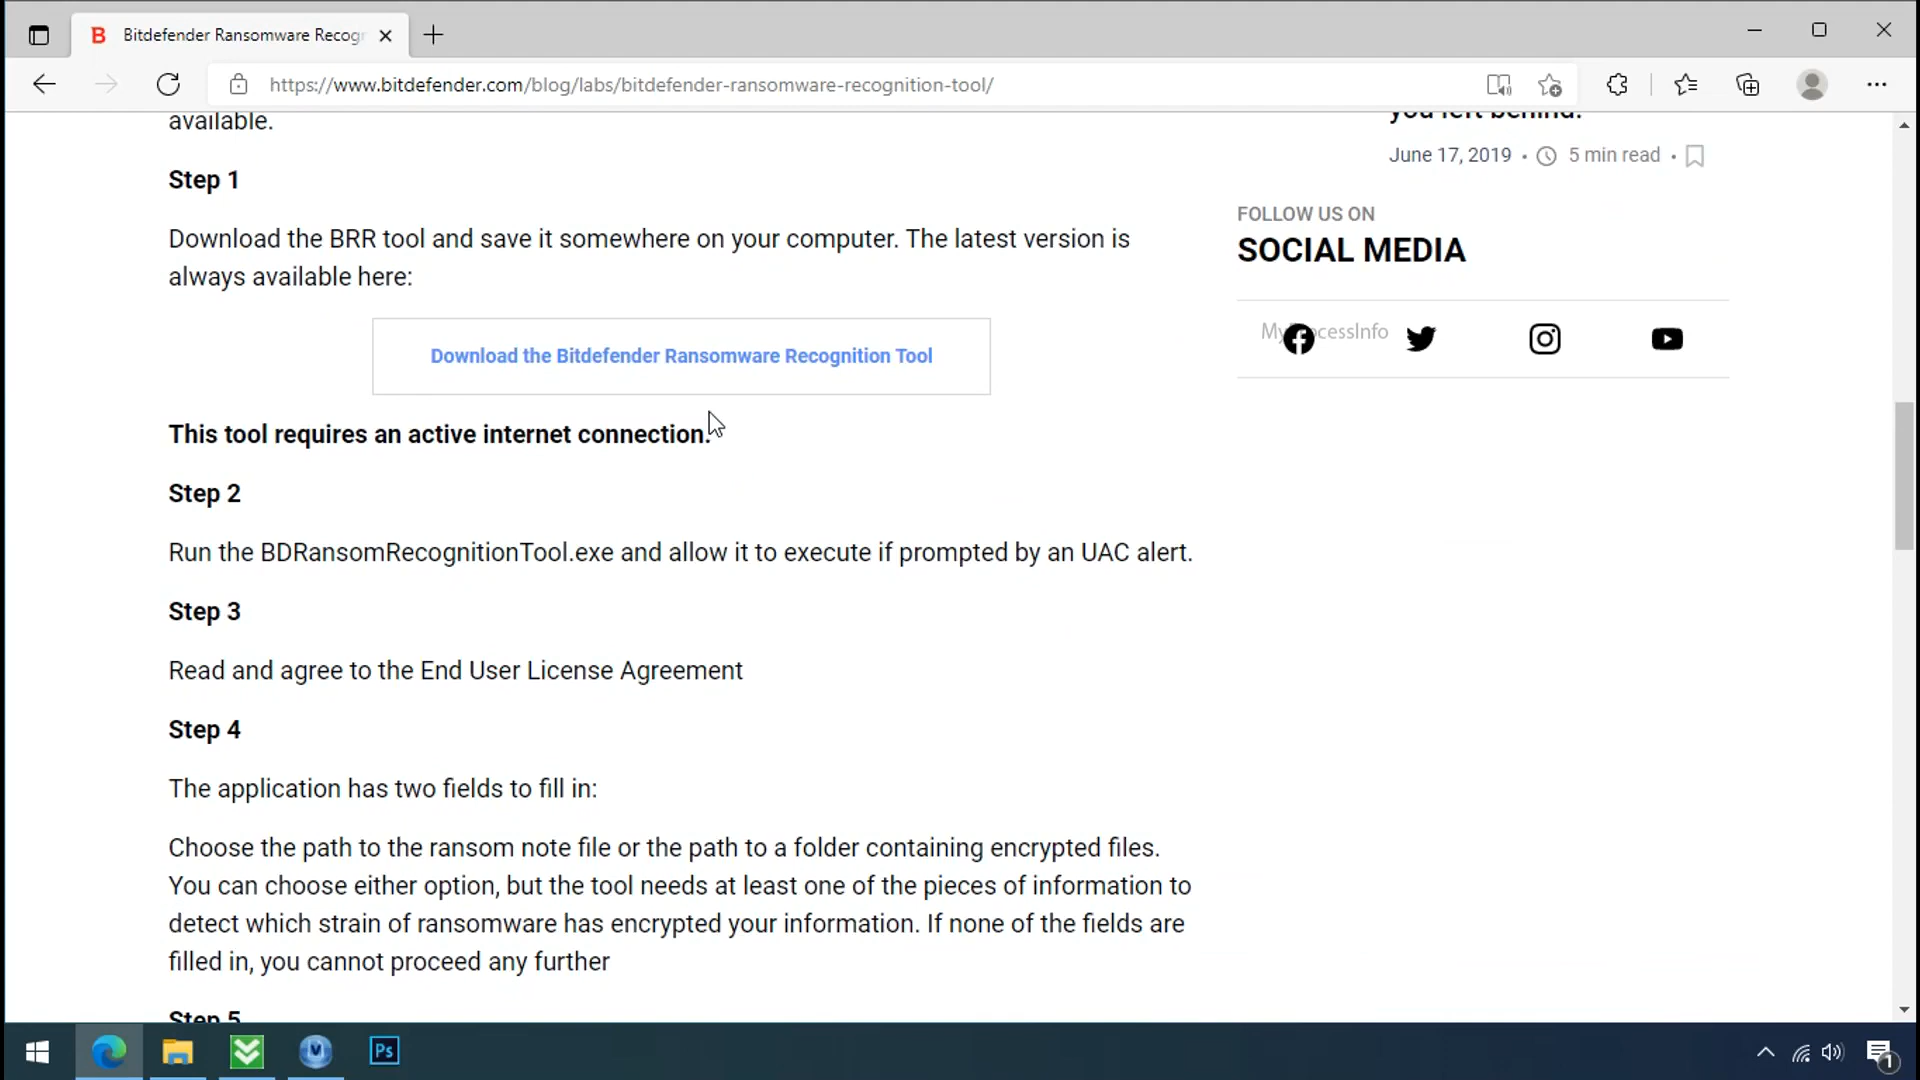 Bitdefender Ransomware Recog
https://www.bitdefender.com/blog/labs/bitdefender-ransomware-recognition-tool/
available.
Step 1
Download the BRR tool and save it somewhere on your computer. The latest version is
always available here:
Download the Bitdefender Ransomware Recognition Tool
This tool requires an active internet connection.
Step 2
Run the BDRansomRecognitionTool.exe and allow it to execute if prompted by an UAC alert.
Step 3
Read and agree to the End User License Agreement
Step 4
The application has two fields to fill in:
Choose the path to the ransom note file or the path to a folder containing encrypted files.
You can choose either option, but the tool needs at least one of the pieces of information to
detect which strain of ransomware has encrypted your information. If none of the fields are
filled in, you cannot proceed any further
Step 5
you left behind?
June 17, 2019 • 5 min read •
FOLLOW US ON
SOCIAL MEDIA
Ps
1